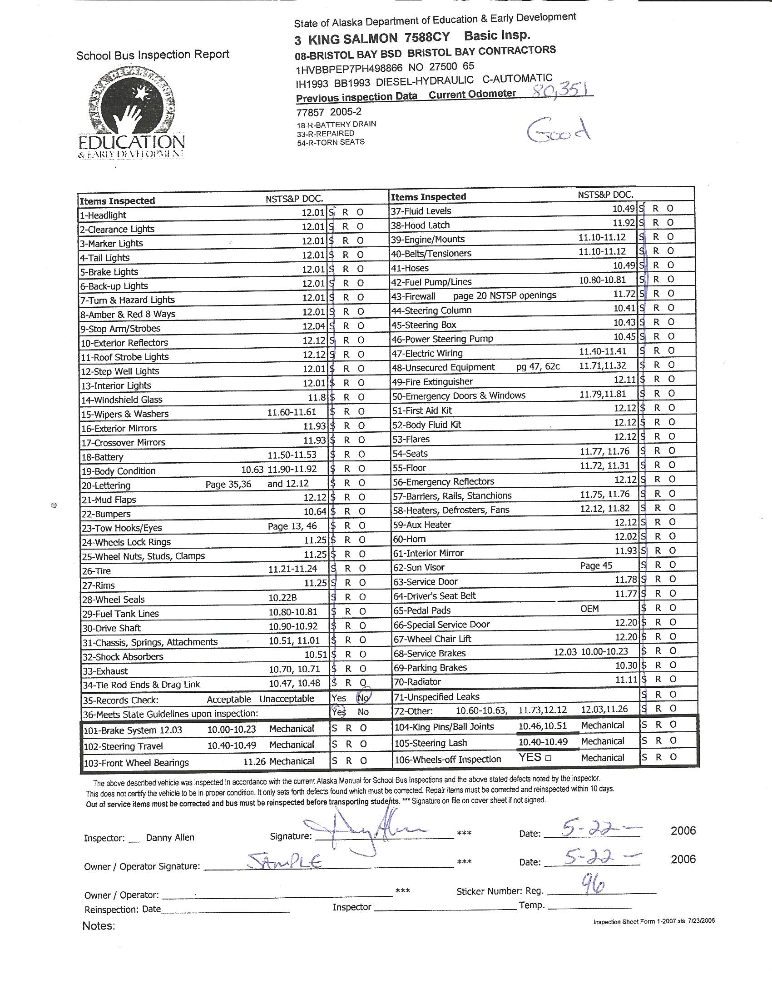 State of Alaska Department of Education & Early Development
3 KING SALMON 7588CY Basic Insp.
School Bus Inspection Report
08-BRISTOL BAY BSD BRISTOL BAY CONTRACTORS
1HVBBPEP7PH498866 NO 27500 65
IH1993 BB1993 DIESEL-HYDRAULIC C-AUTOMATIC
Previous inspection Data Current Odometer 80,351
77857 2005-2
18-R-BATTERY DRAIN
33-R-REPAIRED
54-R-TORN SEATS
Good
EDUCATION
& EARLY DEVELOPMENT
Items Inspected NSTS&P DOC. Items Inspected NSTS&P DOC.
1-Headlight 12.01 S R O 37-Fluid Levels 10.49 S R O
2-Clearance Lights 12.01 S R O 38-Hood Latch 11.92 S R O
3-Marker Lights 12.01 S R O 39-Engine/Mounts 11.10-11.12 S R O
4-Tail Lights 12.01 S R O 40-Belts/Tensioners 11.10-11.12 S R O
5-Brake Lights 12.01 S R O 41-Hoses 10.49 S R O
6-Back-up Lights 12.01 S R O 42-Fuel Pump/Lines 10.80-10.81 S R O
7-Turn & Hazard Lights 12.01 S R O 43-Firewall page 20 NSTSP openings 11.72 S R O
8-Amber & Red 8 Ways 12.01 S R O 44-Steering Column 10.41 S R O
9-Stop Arm/Strobes 12.04 S R O 45-Steering Box 10.43 S R O
10-Exterior Reflectors 12.12 S R O 46-Power Steering Pump 10.45 S R O
11-Roof Strobe Lights 12.12 S R O 47-Electric Wiring 11.40-11.41 S R O
12-Step Well Lights 12.01 S R O 48-Unsecured Equipment pg 47, 62c 11.71,11.32 S R O
13-Interior Lights 12.01 S R O 49-Fire Extinguisher 12.11 S R O
14-Windshield Glass 11.8 S R O 50-Emergency Doors & Windows 11.79,11.81 S R O
15-Wipers & Washers 11.60-11.61 S R O 51-First Aid Kit 12.12 S R O
16-Exterior Mirrors 11.93 S R O 52-Body Fluid Kit 12.12 S R O
17-Crossover Mirrors 11.93 S R O 53-Flares 12.12 S R O
18-Battery 11.50-11.53 S R O 54-Seats 11.77, 11.76 S R O
19-Body Condition 10.63 11.90-11.92 S R O 55-Floor 11.72, 11.31 S R O
20-Lettering Page 35,36 and 12.12 S R O 56-Emergency Reflectors 12.12 S R O
21-Mud Flaps 12.12 S R O 57-Barriers, Rails, Stanchions 11.75, 11.76 S R O
22-Bumpers 10.64 S R O 58-Heaters, Defrosters, Fans 12.12, 11.82 S R O
23-Tow Hooks/Eyes Page 13, 46 S R O 59-Aux Heater 12.12 S R O
24-Wheels Lock Rings 11.25 S R O 60-Horn 12.02 S R O
25-Wheel Nuts, Studs, Clamps 11.25 S R O 61-Interior Mirror 11.93 S R O
26-Tire 11.21-11.24 S R O 62-Sun Visor Page 45 S R O
27-Rims 11.25 S R O 63-Service Door 11.78 S R O
28-Wheel Seals 10.22B S R O 64-Driver's Seat Belt 11.77 S R O
29-Fuel Tank Lines 10.80-10.81 S R O 65-Pedal Pads OEM S R O
30-Drive Shaft 10.90-10.92 S R O 66-Special Service Door 12.20 S R O
31-Chassis, Springs, Attachments 10.51, 11.01 S R O 67-Wheel Chair Lift 12.20 S R O
32-Shock Absorbers 10.51 S R O 68-Service Brakes 12.03 10.00-10.23 S R O
33-Exhaust 10.70, 10.71 S R O 69-Parking Brakes 10.30 S R O
34-Tie Rod Ends & Drag Link 10.47, 10.48 S R O 70-Radiator 11.11 S R O
35-Records Check: Acceptable Unacceptable Yes No 71-Unspecified Leaks S R O
36-Meets State Guidelines upon inspection: Yes No 72-Other: 10.60-10.63, 11.73,12.12 12.03,11.26 S R O
101-Brake System 12.03 10.00-10.23 Mechanical S R O 104-King Pins/Ball Joints 10.46,10.51 Mechanical S R O
102-Steering Travel 10.40-10.49 Mechanical S R O 105-Steering Lash 10.40-10.49 Mechanical S R O
103-Front Wheel Bearings 11.26 Mechanical S R O 106-Wheels-off Inspection YES □ Mechanical S R O
The above described vehicle was inspected in accordance with the current Alaska Manual for School Bus Inspections and the above stated defects noted by the inspector.
This does not certify the vehicle to be in proper condition. It only sets forth defects found which must be corrected. Repair items must be corrected and reinspected within 10 days.
Out of service items must be corrected and bus must be reinspected before transporting students. *** Signature on file on cover sheet if not signed.
Inspector: ___ Danny Allen Signature: *** Date: 5-22- 2006
Owner / Operator Signature: SAMPLE *** Date: 5-22- 2006
Owner / Operator: *** Sticker Number: Reg. 96
Reinspection: Date Inspector Temp.
Notes:
Inspection Sheet Form 1-2007.xls 7/23/2006